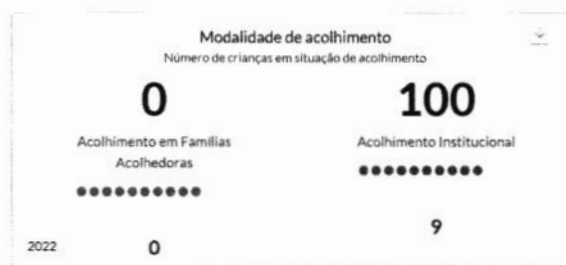 Modalidade de acolhimento
Número de crianças em situação de acolhimento
0
100
Acolhimento em Famílias
Acolhedoras
Acolhimento Institucional
9
2022
0